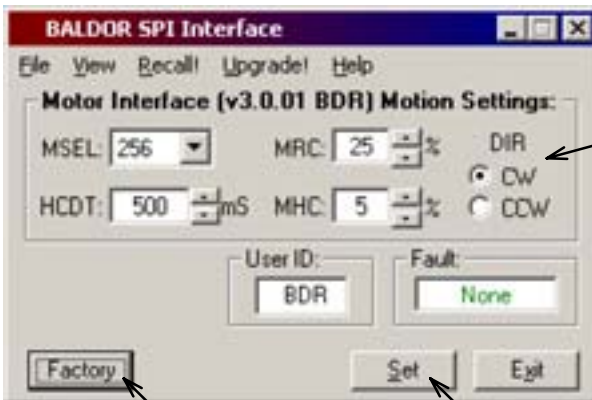 BALDOR SPI Interface
File View Recall! Upgrade! Help
Motor Interface (v3.0.01 BDR) Motion Settings:
MSEL: 256 MRC: 25 % DIR
CW
HCDT: 500 mS MHC: 5 % CCW
User ID: Fault:
BDR None
Factory Set Exit